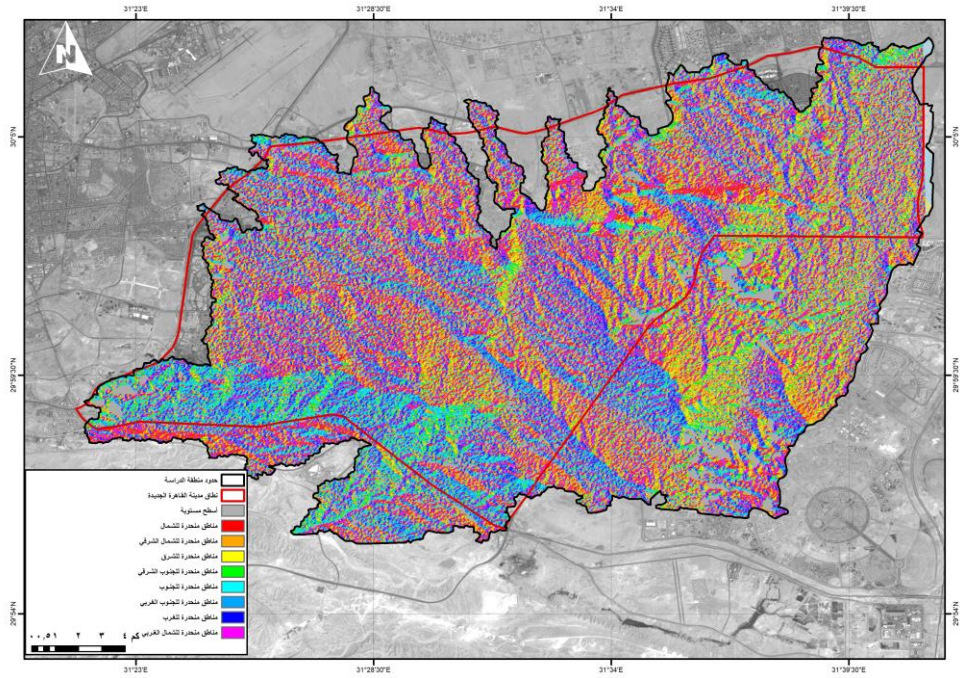 31°23'E 31°28'30"E 31°34'E 31°39'30"E
N
30°5'N 30°5'N
29°59'30"N 29°59'30"N
حدود منطقة الدراسة
نطاق مدينة القاهرة الجديدة
أسطح مستوية
مناطق منحدرة للشمال
مناطق منحدرة للشمال الشرقي
مناطق منحدرة للشرق
مناطق منحدرة للجنوب الشرقي
مناطق منحدرة للجنوب
مناطق منحدرة للجنوب الغربي
مناطق منحدرة للغرب
مناطق منحدرة للشمال الغربي
29°54'N 29°54'N
٠ ٠,٥ ١ ٢ ٣ ٤ كم
31°23'E 31°28'30"E 31°34'E 31°39'30"E